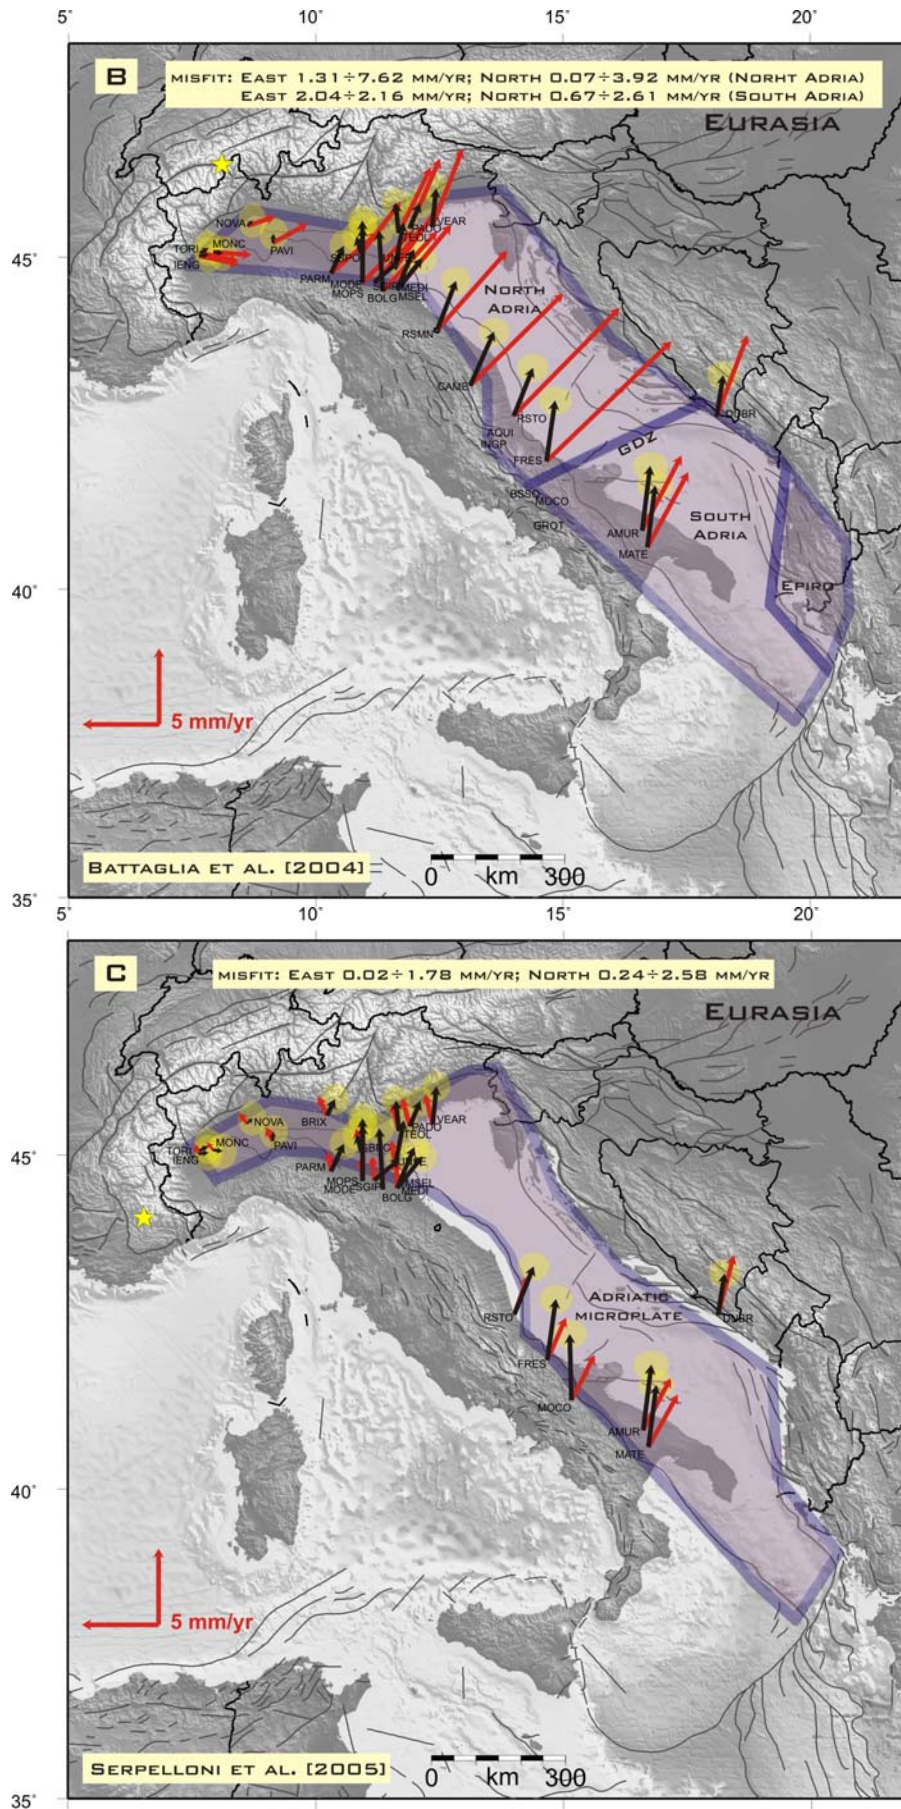 5° 10° 15° 20°
B
MISFIT: EAST 1.31÷7.62 MM/YR; NORTH 0.07÷3.92 MM/YR (NORHT ADRIA)
EAST 2.04÷2.16 MM/YR; NORTH 0.67÷2.61 MM/YR (SOUTH ADRIA)
EURASIA
NOVA
VEAR
PADO
TEOL
MONC
TORI
PAVI
45°
IENG
SBPO
PARM
MODE
MEDI
MOPS
BOLG
MSEL
NORTH
ADRIA
RSMN
CAME
DUBR
RSTO
AQUI
INGP
GDZ
FRES
BSSO
MOCO
GROT
AMUR
SOUTH
ADRIA
MATE
EPIRO
40°
5 mm/yr
BATTAGLIA ET AL. [2004]
0 km 300
35°
5° 10° 15° 20°
C
MISFIT: EAST 0.02÷1.78 MM/YR; NORTH 0.24÷2.58 MM/YR
EURASIA
NOVA
BRIX
VEAR
PADO
TEOL
MONC
PAVI
SBPO
TORI
45°
IENG
PARM
MOPS
MODE
SGIP
MSEL
MEDI
BOLG
ADRIATIC
MICROPLATE
RSTO
DUBR
FRES
MOCO
AMUR
MATE
40°
5 mm/yr
SERPELLONI ET AL. [2005]
0 km 300
35°